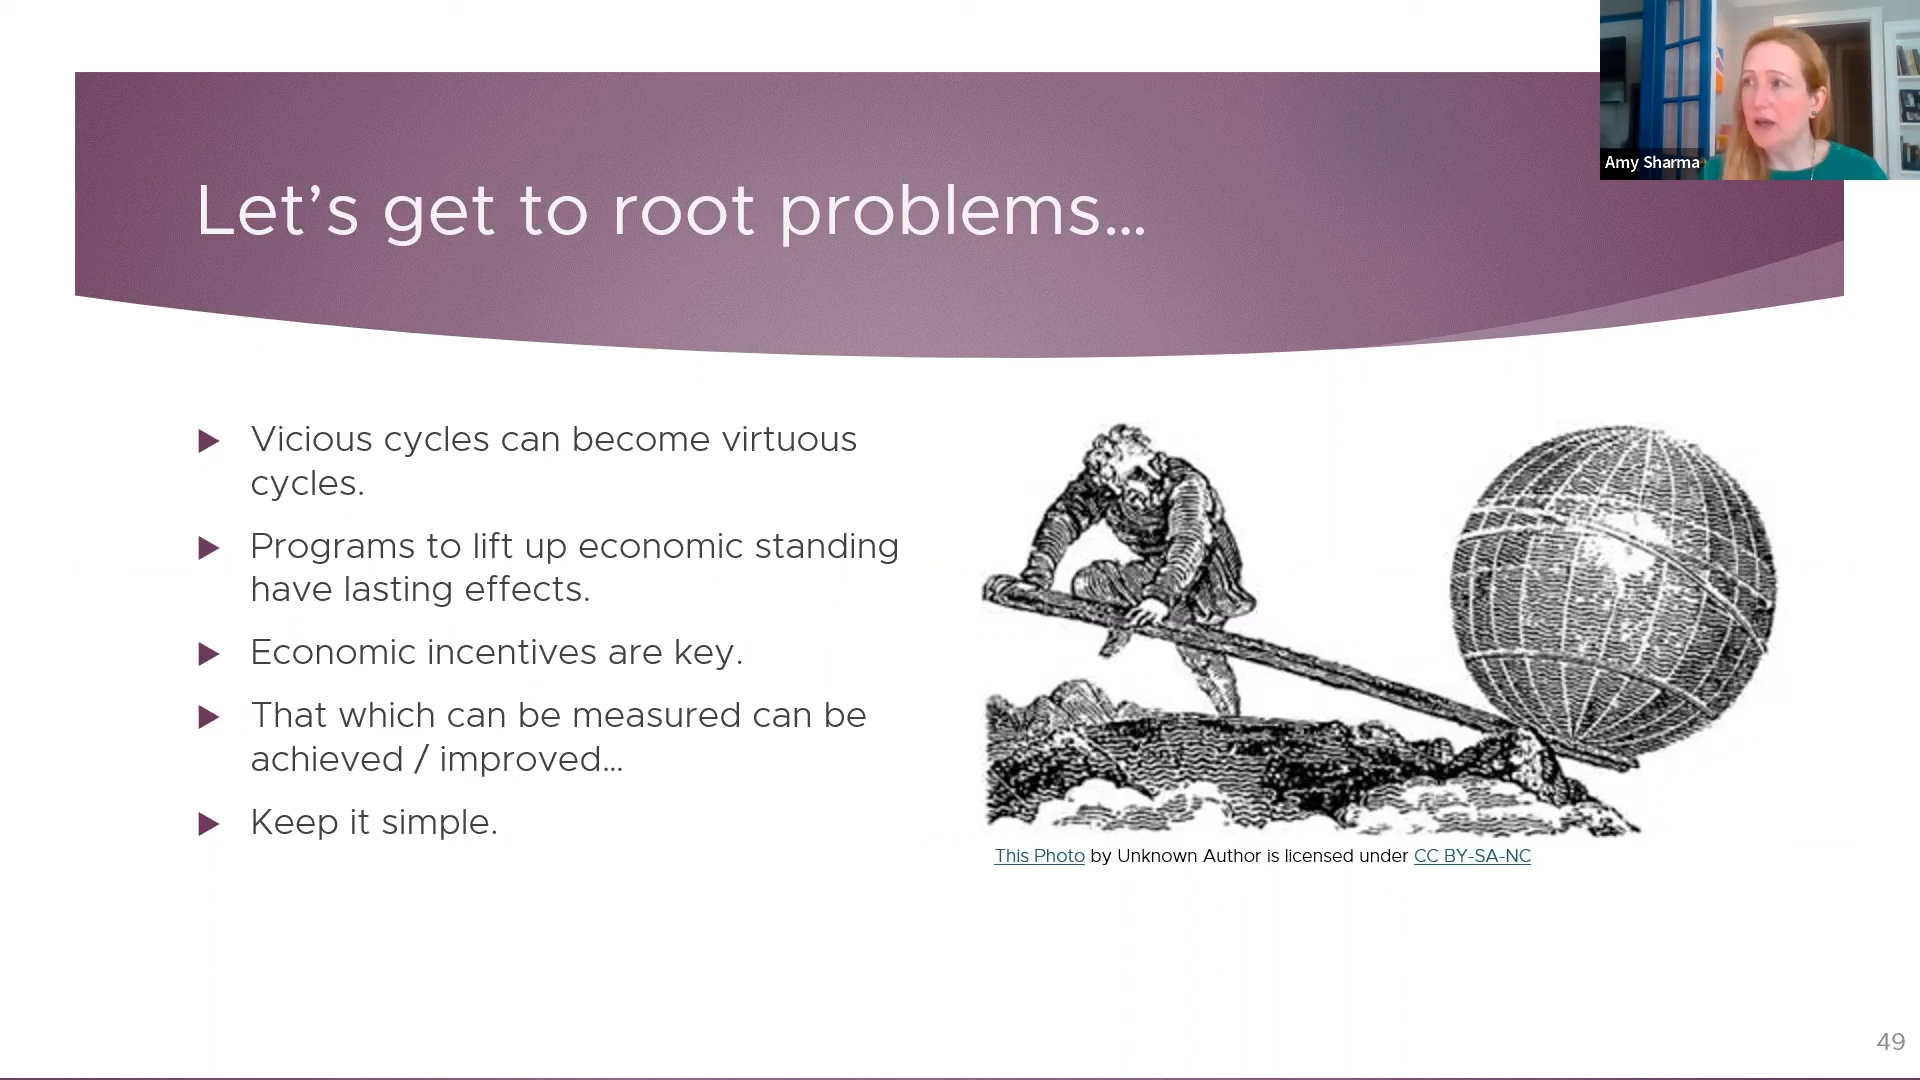 Amy Sharma
Let’s get to root problems…
Vicious cycles can become virtuous
cycles.
Programs to lift up economic standing
have lasting effects.
Economic incentives are key.
That which can be measured can be
achieved / improved…
Keep it simple.
This Photo by Unknown Author is licensed under CC BY-SA-NC
49